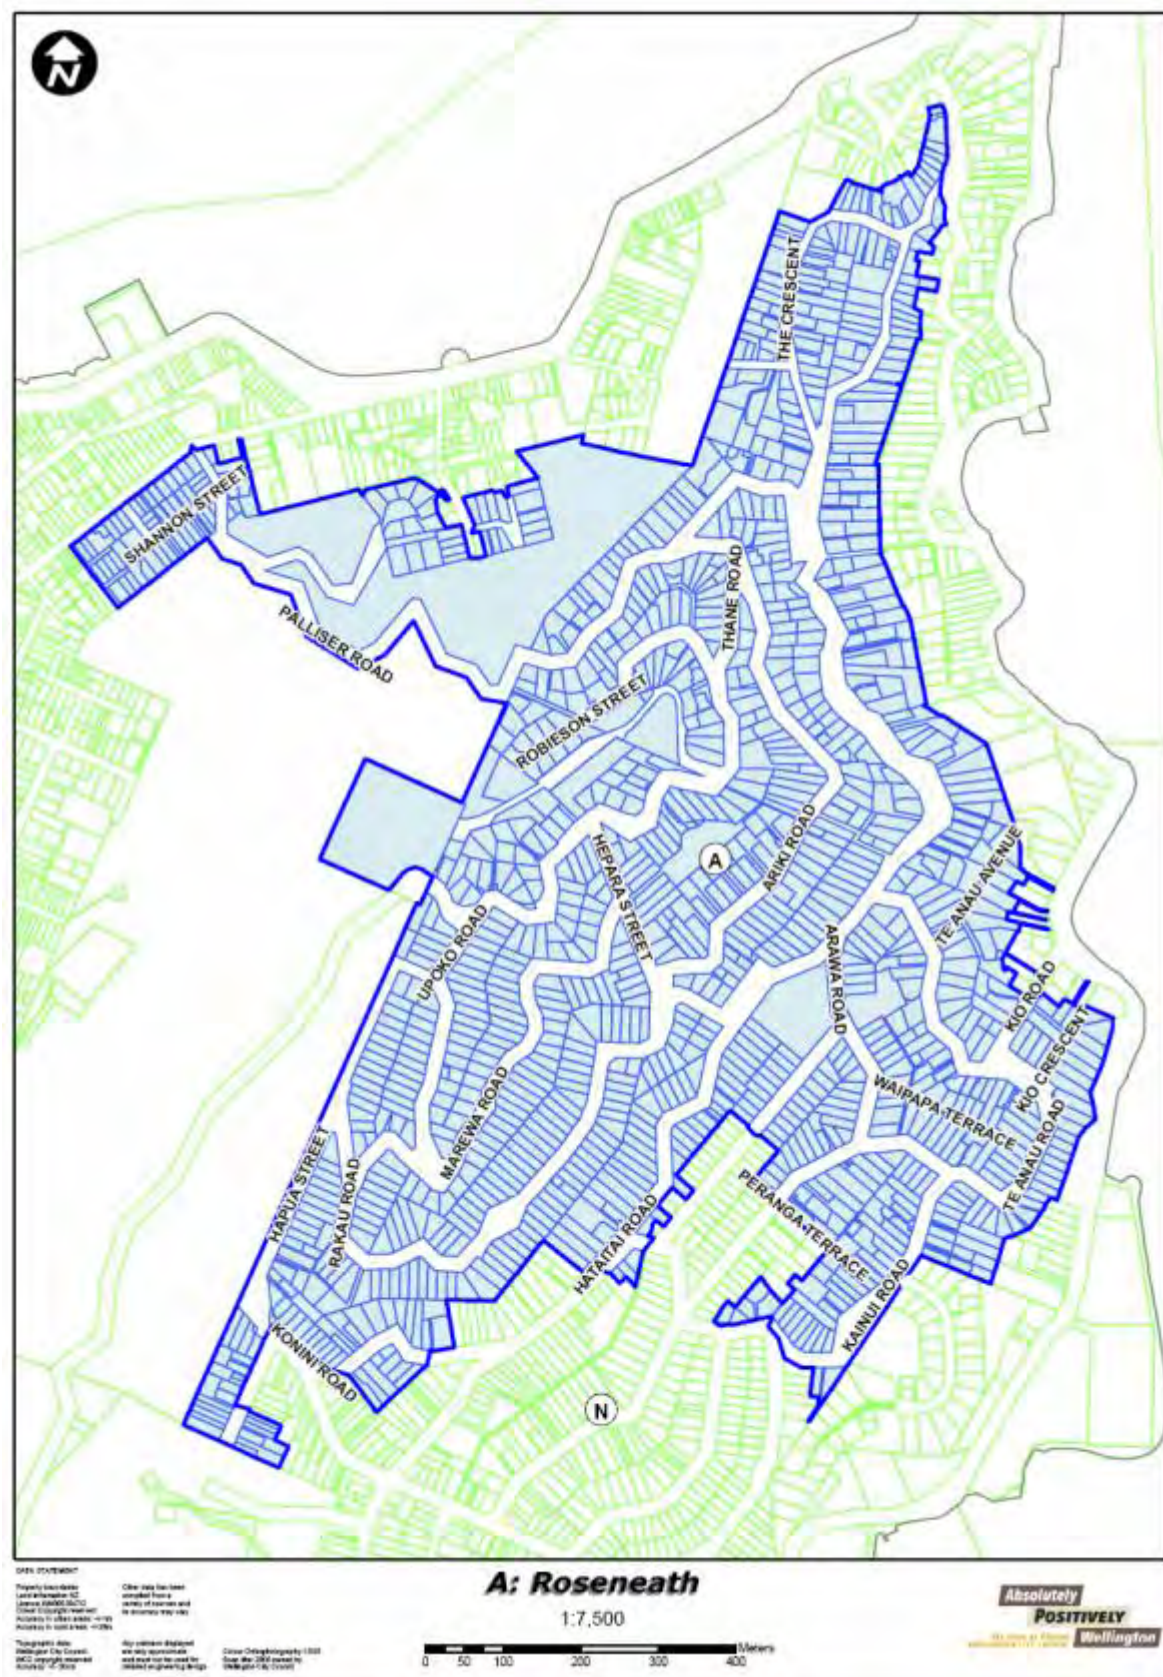 N
THE CRESCENT
SHANNON STREET
THANE ROAD
PALLISER ROAD
ROBIESON STREET
HEPARA STREET
A
ARIKI ROAD
TE ANAU AVENUE
UPOKO ROAD
ARAWA ROAD
KIO ROAD
KIO CRESCENT
MAREWA ROAD
WAIPAPA TERRACE
TE ANAU ROAD
HAPUA STREET
RAKAU ROAD
PERANGA TERRACE
HATAITAI ROAD
KAINUI ROAD
KONINI ROAD
N
A: Roseneath
1:7,500
Meters
0 50 100 200 300 400
DATA STATEMENT
Absolutely
POSITIVELY
Wellington